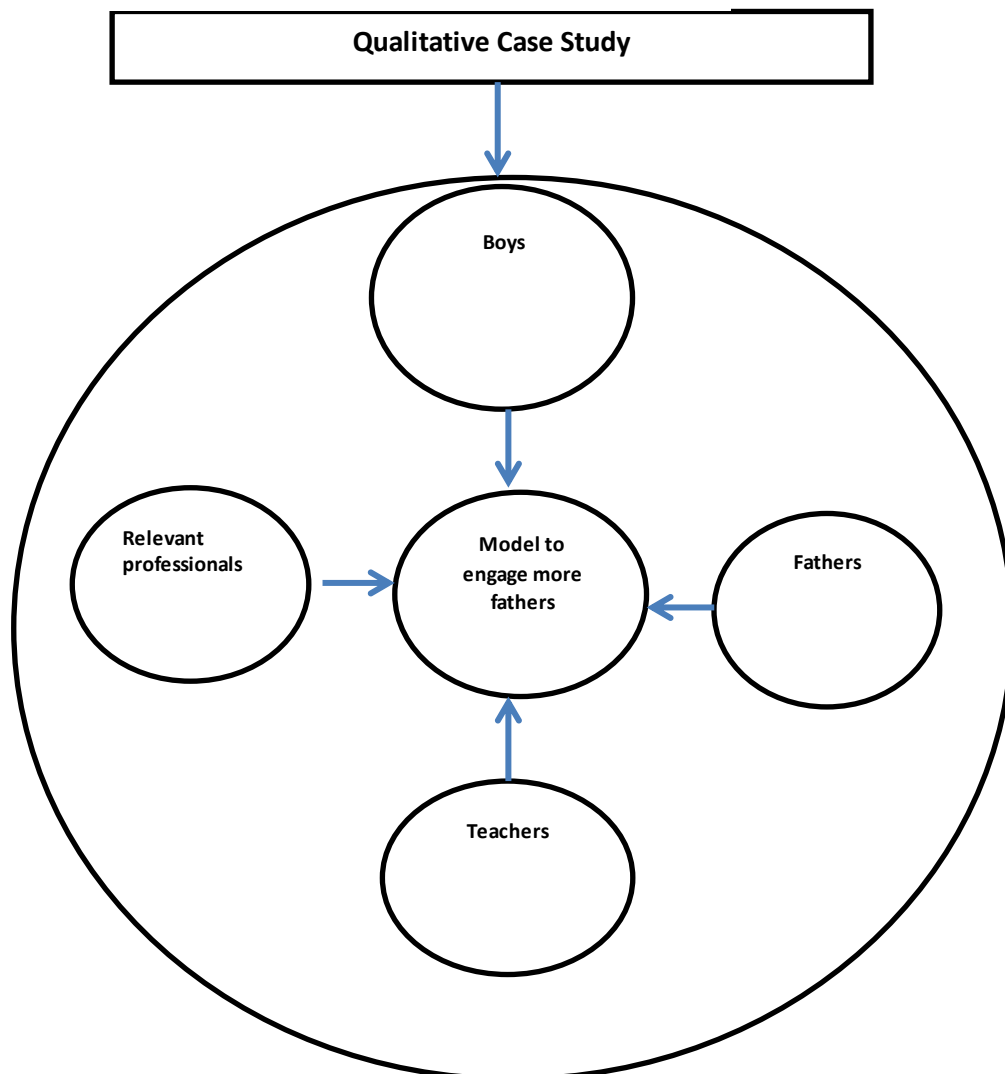 Qualitative Case Study
Boys
Relevant
professionals
Model to
engage more
fathers
Fathers
Teachers